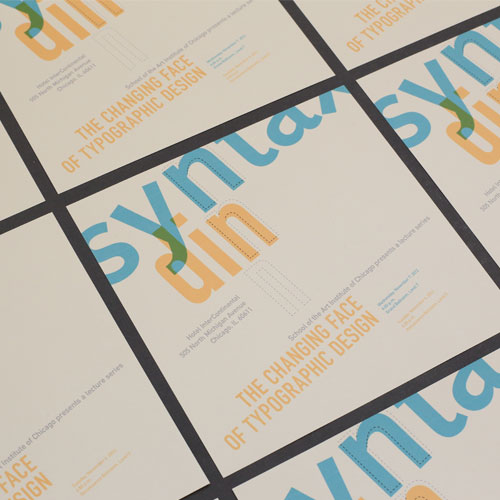 syntax
din
n
Hotel InterContinental
505 North Michigan Avenue
Chicago, IL 60611
School of the Art Institute of Chicago presents a lecture series
THE CHANGING FACE
OF TYPOGRAPHIC DESIGN